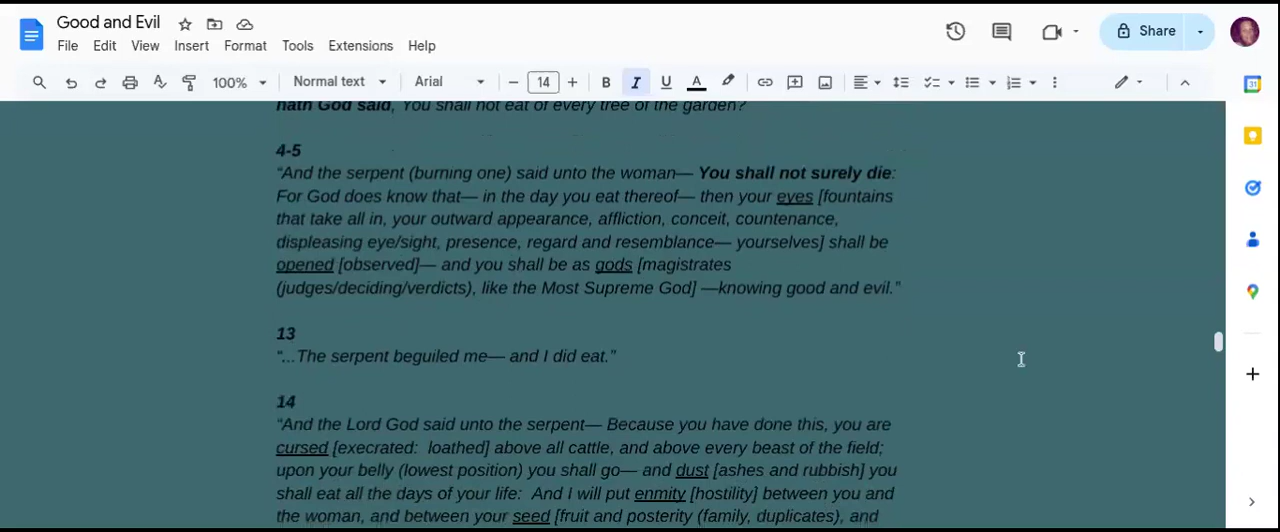 Good and Evil
File Edit View Insert Format Tools Extensions Help
Share
100% Normal text Arial 14 B I U A
hath God said, You shall not eat of every tree of the garden?
4-5
“And the serpent (burning one) said unto the woman— You shall not surely die:
For God does know that— in the day you eat thereof— then your eyes [fountains
that take all in, your outward appearance, affliction, conceit, countenance,
displeasing eye/sight, presence, regard and resemblance— yourselves] shall be
opened [observed]— and you shall be as gods [magistrates
(judges/deciding/verdicts), like the Most Supreme God] —knowing good and evil.”
13
“...The serpent beguiled me— and I did eat.”
14
“And the Lord God said unto the serpent— Because you have done this, you are
cursed [execrated: loathed] above all cattle, and above every beast of the field;
upon your belly (lowest position) you shall go— and dust [ashes and rubbish] you
shall eat all the days of your life: And I will put enmity [hostility] between you and
the woman, and between your seed [fruit and posterity (family, duplicates), and